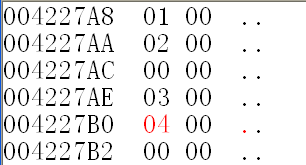 004227A8 01 00 ..
004227AA 02 00 ..
004227AC 00 00 ..
004227AE 03 00 ..
004227B0 04 00 ..
004227B2 00 00 ..